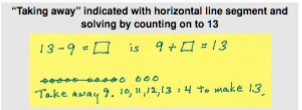 "Taking away" indicated with horizontal line segment and
solving by counting on to 13
13-9=□ is 9+□=13
Take away 9. 10, 11, 12, 13 : 4 to make 13.